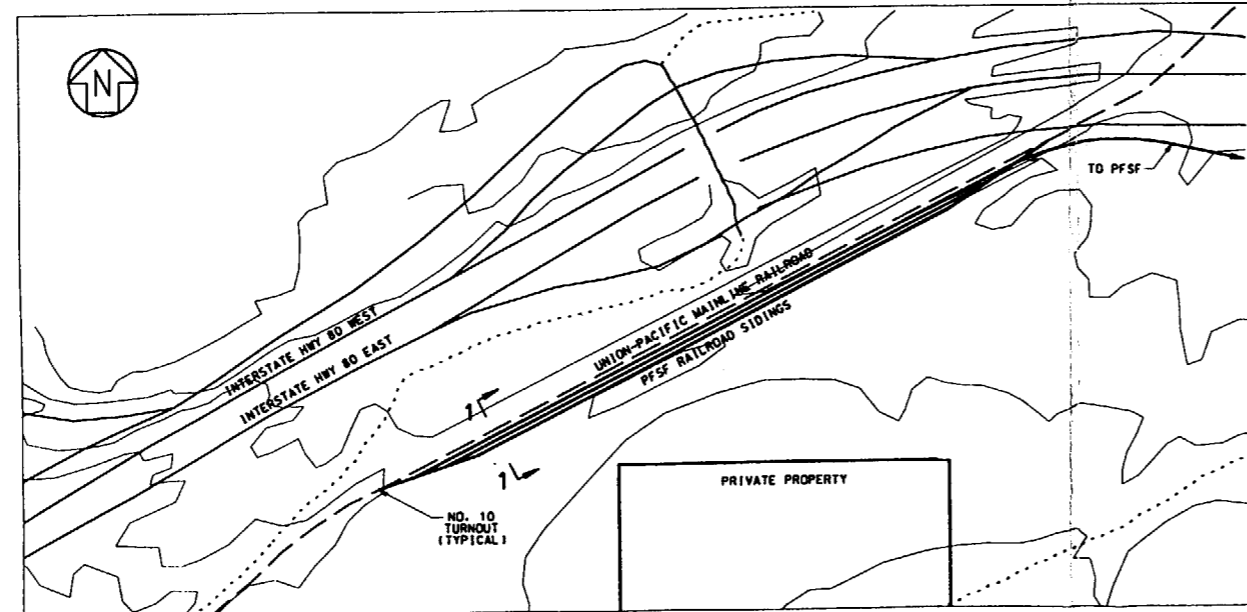 N
TO PFSF
INTERSTATE HWY 80 WEST
INTERSTATE HWY 80 EAST
UNION PACIFIC MAINLINE RAILROAD
PFSF RAILROAD SIDINGS
1
1
PRIVATE PROPERTY
NO. 10
TURNOUT
(TYPICAL)